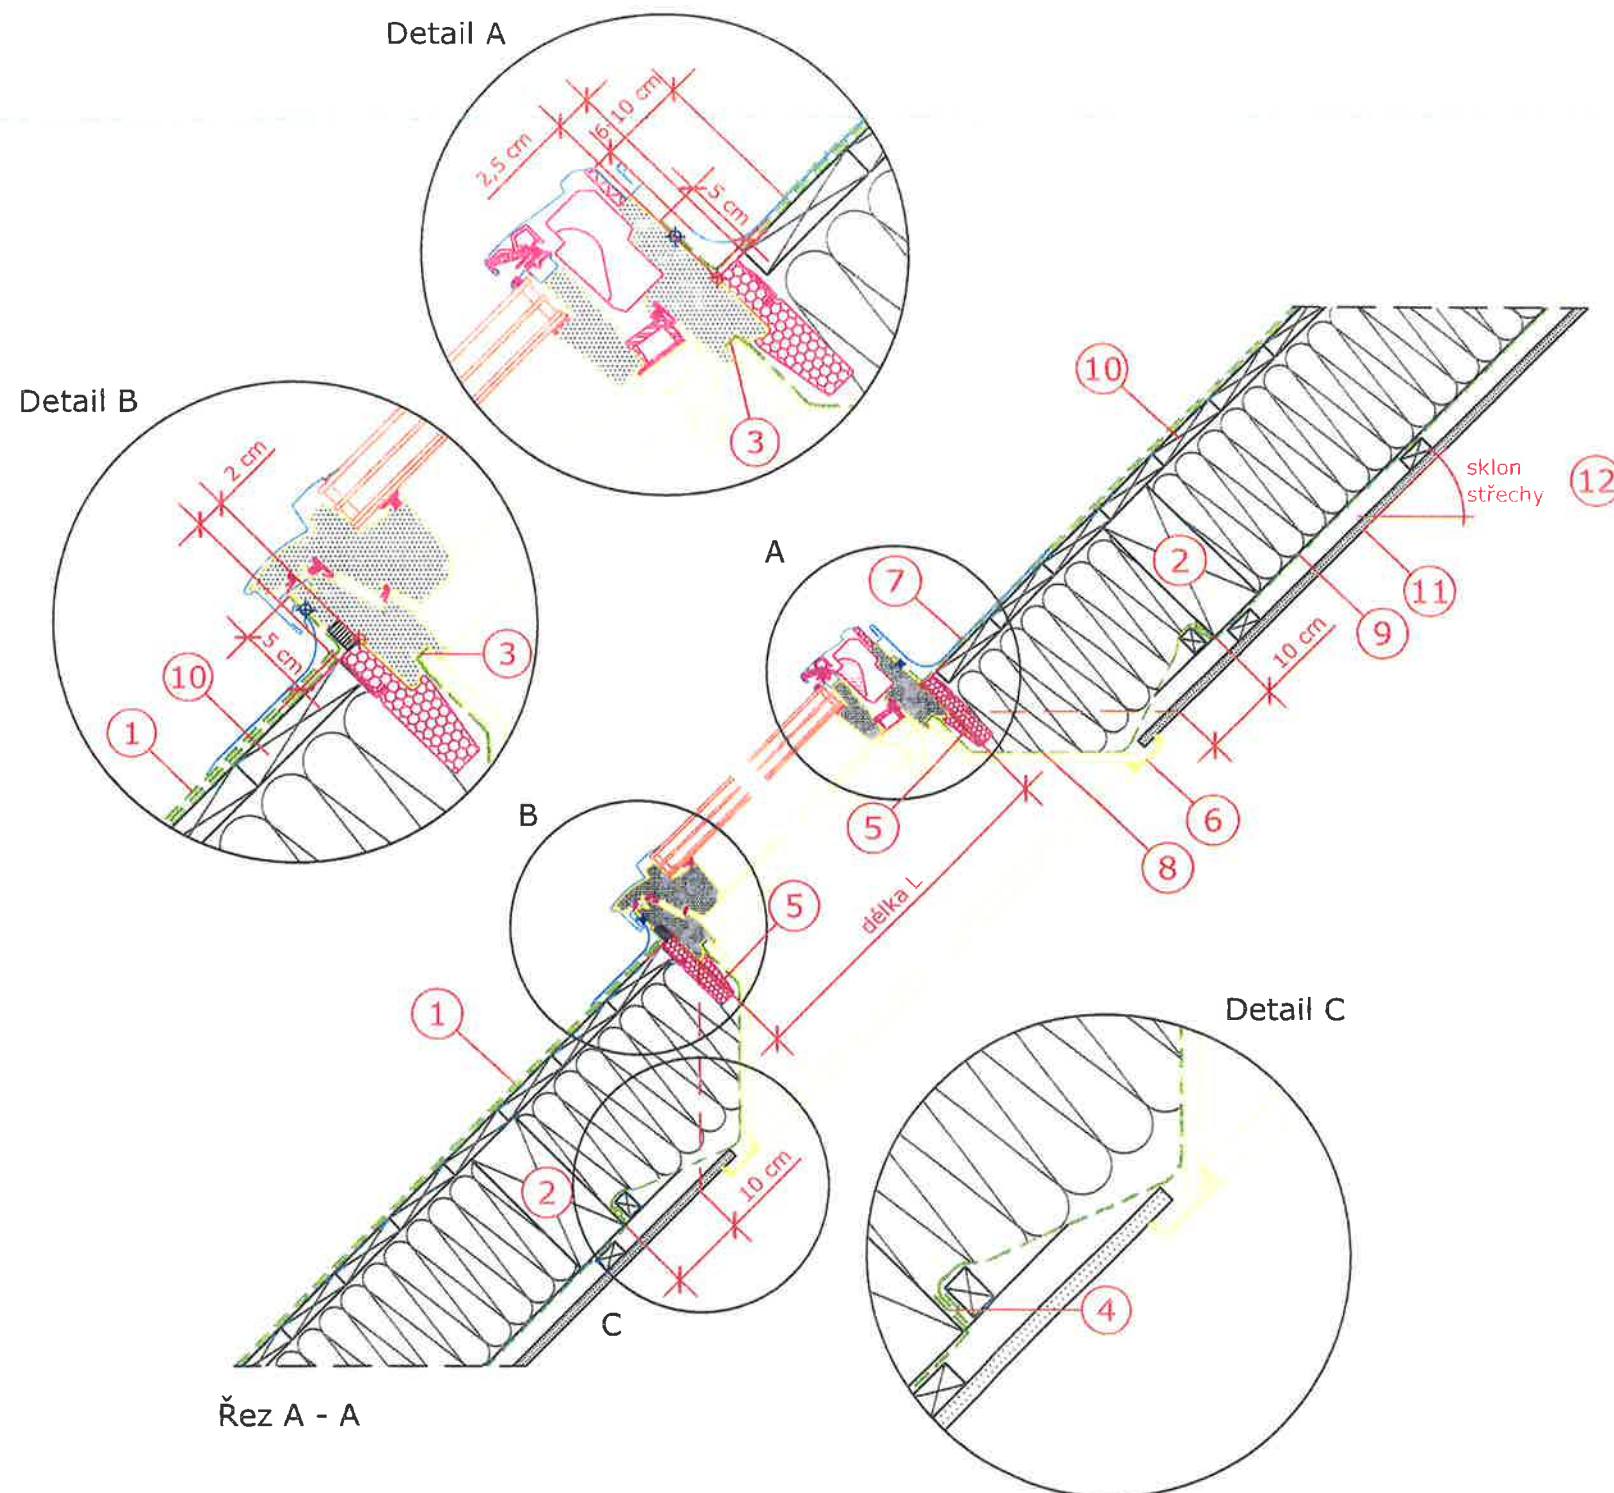 Detail A
6-10 cm
2,5 cm
5 cm
3
Detail B
2 cm
5 cm
3
10
1
10
sklon
střechy
12
A
7
2
11
9
10 cm
5
6
8
B
5
délka L
1
2
10 cm
C
Detail C
4
Řez A - A